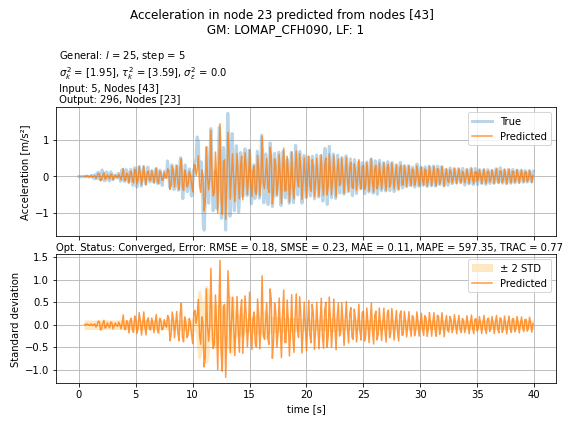 Acceleration in node 23 predicted from nodes [43]
GM: LOMAP_CFH090, LF: 1
General: l = 25, step = 5
σ²ₖ = [1.95], τ²ₖ = [3.59], σ²ε = 0.0
Input: 5, Nodes [43]
Output: 296, Nodes [23]
Acceleration [m/s²]
1
0
−1
True
Predicted
Opt. Status: Converged, Error: RMSE = 0.18, SMSE = 0.23, MAE = 0.11, MAPE = 597.35, TRAC = 0.77
Standard deviation
1.5
1.0
0.5
0.0
−0.5
−1.0
± 2 STD
Predicted
0 5 10 15 20 25 30 35 40
time [s]